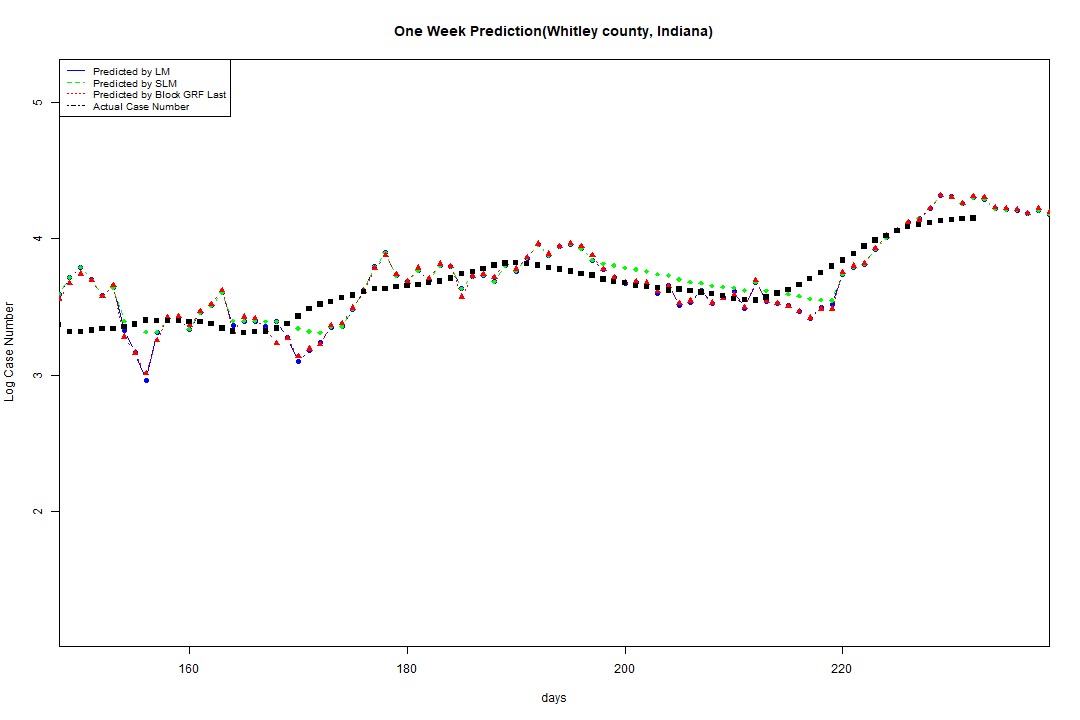 One Week Prediction(Whitley county, Indiana)
Predicted by LM
Predicted by SLM
Predicted by Block GRF Last
Actual Case Number
5
4
3
2
Log Case Number
160
180
200
220
days